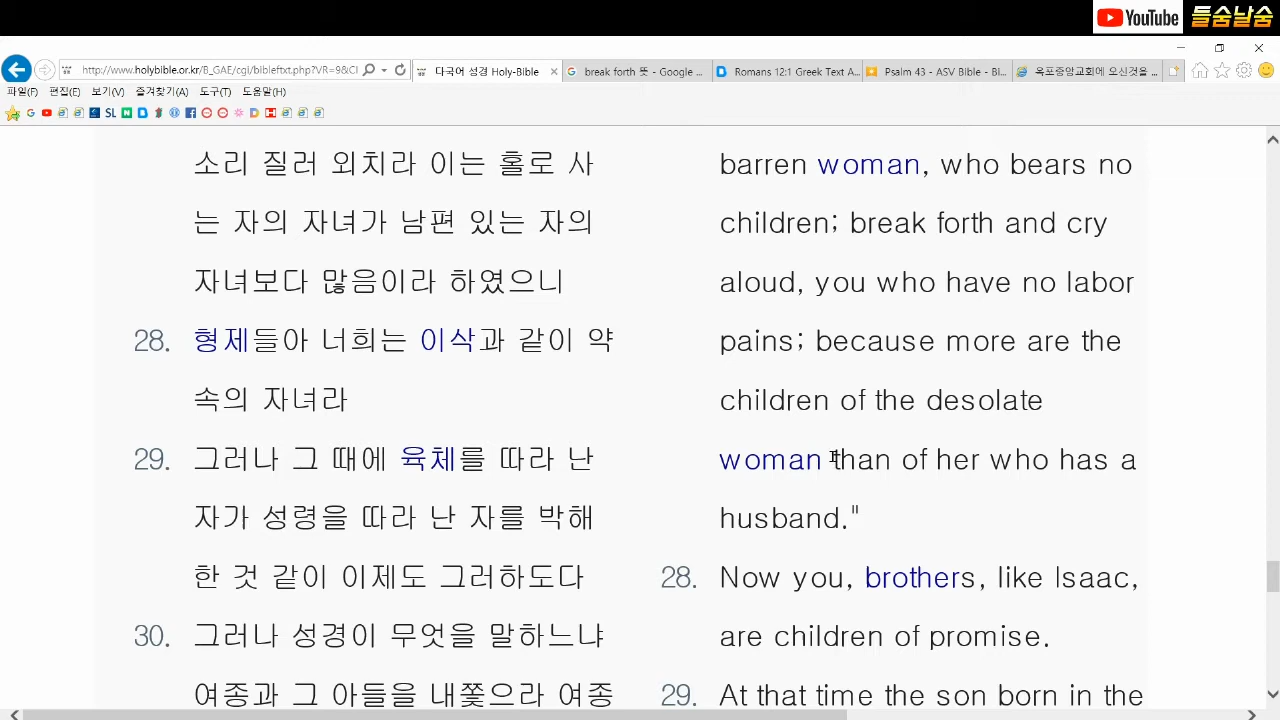 YouTube 들숨날숨
http://www.holybible.or.kr/B_GAE/cgi/bibleftxt.php?VR=9&CI
다국어 성경 Holy-Bible
break forth 뜻 - Google ...
Romans 12:1 Greek Text A...
Psalm 43 - ASV Bible - Bi...
옥포중앙교회에 오신것을 ...
파일(F) 편집(E) 보기(V) 즐겨찾기(A) 도구(T) 도움말(H)
소리 질러 외치라 이는 홀로 사
는 자의 자녀가 남편 있는 자의
자녀보다 많음이라 하였으니
28. 형제들아 너희는 이삭과 같이 약
속의 자녀라
29. 그러나 그 때에 육체를 따라 난
자가 성령을 따라 난 자를 박해
한 것 같이 이제도 그러하도다
30. 그러나 성경이 무엇을 말하느냐
여종과 그 아들을 내쫓으라 여종
barren woman, who bears no
children; break forth and cry
aloud, you who have no labor
pains; because more are the
children of the desolate
woman than of her who has a
husband."
28. Now you, brothers, like Isaac,
are children of promise.
29. At that time the son born in the